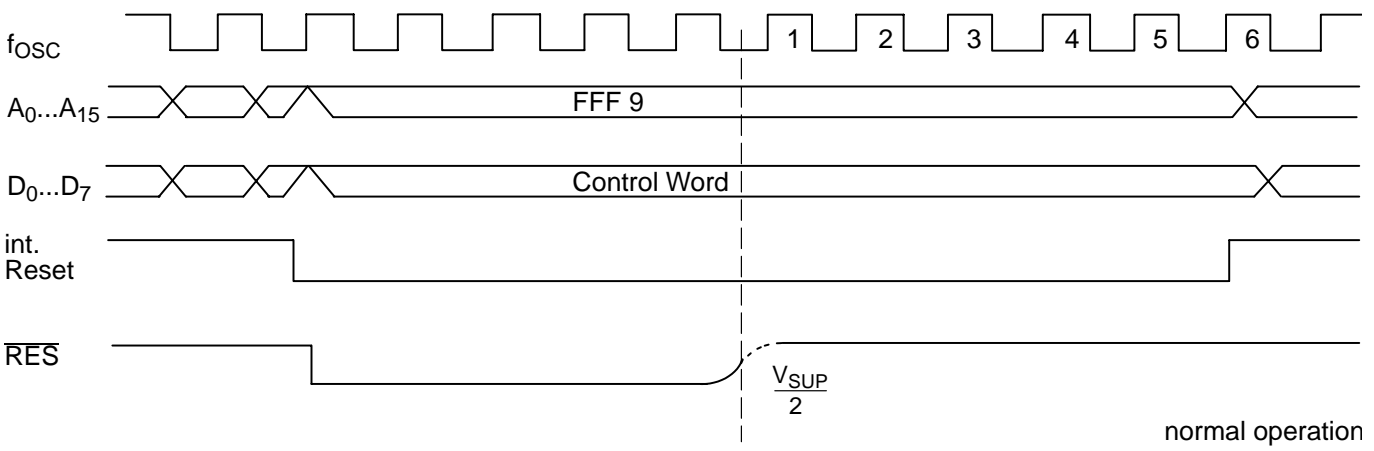 fOSC 1 2 3 4 5 6
A0...A15 FFF 9
D0...D7 Control Word
int.
Reset
RES
VSUP
2
normal operation